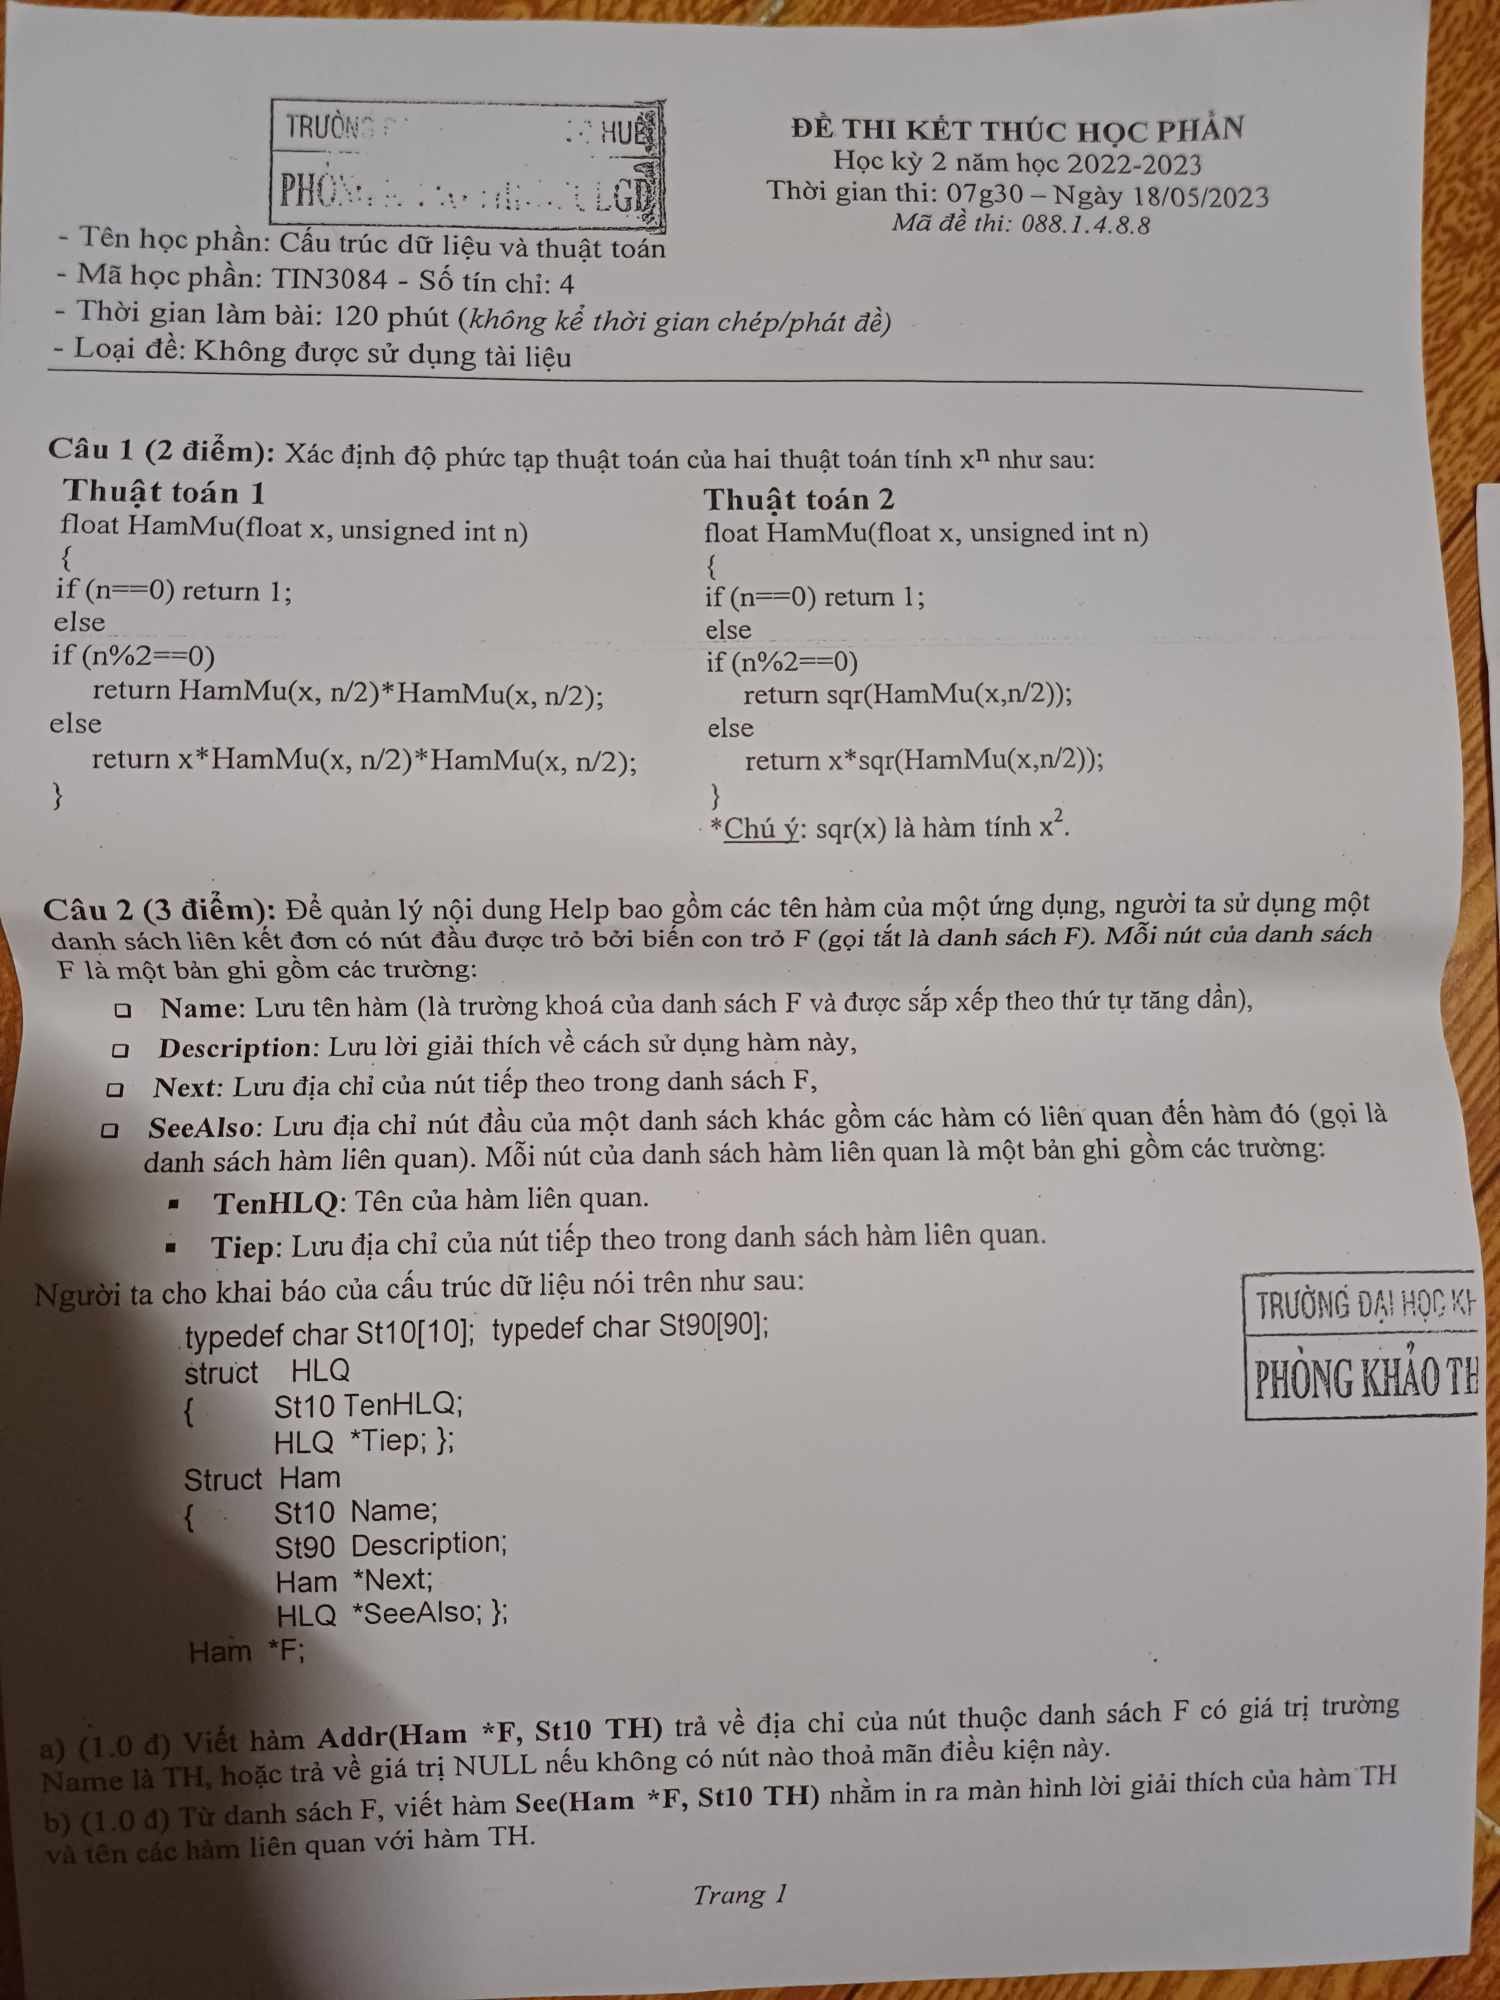 TRƯỜNG HUẾ
PHÒNG LGD
ĐỀ THI KẾT THÚC HỌC PHẦN
Học kỳ 2 năm học 2022-2023
Thời gian thi: 07g30 – Ngày 18/05/2023
Mã đề thi: 088.1.4.8.8
- Tên học phần: Cấu trúc dữ liệu và thuật toán
- Mã học phần: TIN3084 - Số tín chỉ: 4
- Thời gian làm bài: 120 phút (không kể thời gian chép/phát đề)
- Loại đề: Không được sử dụng tài liệu
Câu 1 (2 điểm): Xác định độ phức tạp thuật toán của hai thuật toán tính xⁿ như sau:
Thuật toán 1
float HamMu(float x, unsigned int n)
{
if (n==0) return 1;
else
if (n%2==0)
return HamMu(x, n/2)*HamMu(x, n/2);
else
return x*HamMu(x, n/2)*HamMu(x, n/2);
}
Thuật toán 2
float HamMu(float x, unsigned int n)
{
if (n==0) return 1;
else
if (n%2==0)
return sqr(HamMu(x,n/2));
else
return x*sqr(HamMu(x,n/2));
}
*Chú ý: sqr(x) là hàm tính x².
Câu 2 (3 điểm): Để quản lý nội dung Help bao gồm các tên hàm của một ứng dụng, người ta sử dụng một
danh sách liên kết đơn có nút đầu được trỏ bởi biến con trỏ F (gọi tắt là danh sách F). Mỗi nút của danh sách
F là một bản ghi gồm các trường:
❑ Name: Lưu tên hàm (là trường khoá của danh sách F và được sắp xếp theo thứ tự tăng dần),
❑ Description: Lưu lời giải thích về cách sử dụng hàm này,
❑ Next: Lưu địa chỉ của nút tiếp theo trong danh sách F,
❑ SeeAlso: Lưu địa chỉ nút đầu của một danh sách khác gồm các hàm có liên quan đến hàm đó (gọi là
danh sách hàm liên quan). Mỗi nút của danh sách hàm liên quan là một bản ghi gồm các trường:
▪ TenHLQ: Tên của hàm liên quan.
▪ Tiep: Lưu địa chỉ của nút tiếp theo trong danh sách hàm liên quan.
Người ta cho khai báo của cấu trúc dữ liệu nói trên như sau:
typedef char St10[10]; typedef char St90[90];
struct HLQ
{ St10 TenHLQ;
HLQ *Tiep; };
Struct Ham
{ St10 Name;
St90 Description;
Ham *Next;
HLQ *SeeAlso; };
Ham *F;
TRƯỜNG ĐẠI HỌC KH
PHÒNG KHẢO TH
a) (1.0 đ) Viết hàm Addr(Ham *F, St10 TH) trả về địa chỉ của nút thuộc danh sách F có giá trị trường
Name là TH, hoặc trả về giá trị NULL nếu không có nút nào thoả mãn điều kiện này.
b) (1.0 đ) Từ danh sách F, viết hàm See(Ham *F, St10 TH) nhằm in ra màn hình lời giải thích của hàm TH
và tên các hàm liên quan với hàm TH.
Trang 1